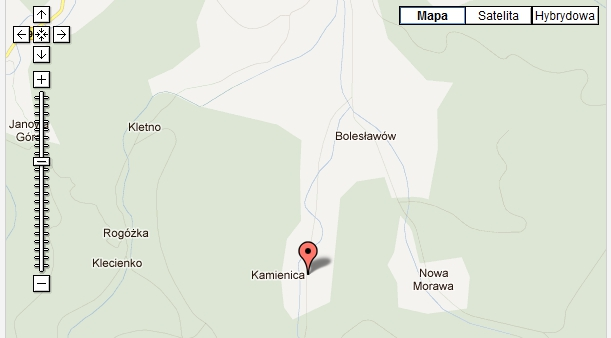 Mapa
Satelita
Hybrydowa
Kletno
Bolesławów
Rogóżka
Klecienko
Kamienica
Nowa
Morawa